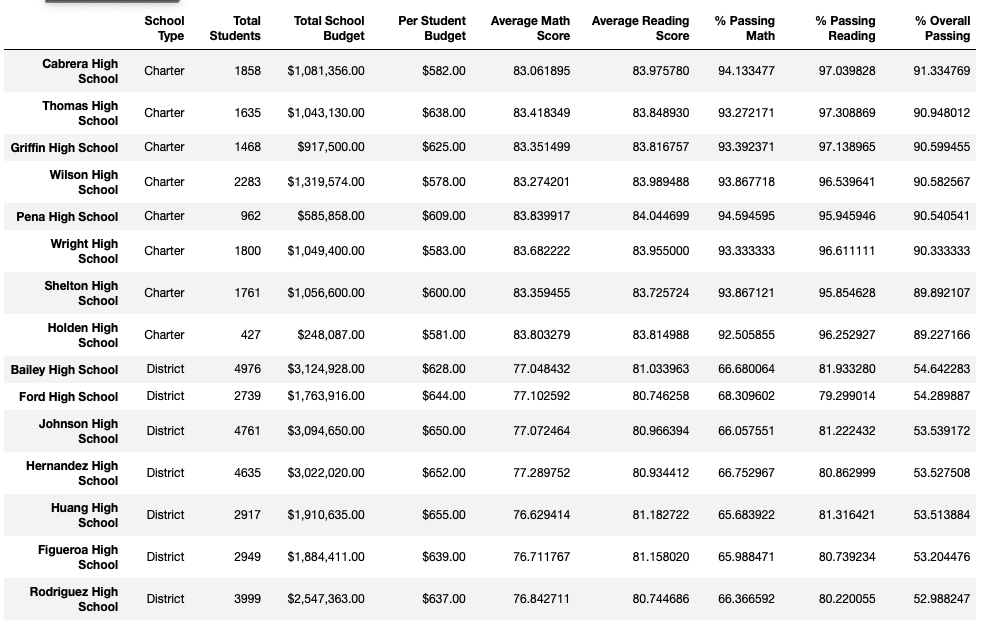 School Type Total Students Total School Budget Per Student Budget Average Math Score Average Reading Score % Passing Math % Passing Reading % Overall Passing
Cabrera High School Charter 1858 $1,081,356.00 $582.00 83.061895 83.975780 94.133477 97.039828 91.334769
Thomas High School Charter 1635 $1,043,130.00 $638.00 83.418349 83.848930 93.272171 97.308869 90.948012
Griffin High School Charter 1468 $917,500.00 $625.00 83.351499 83.816757 93.392371 97.138965 90.599455
Wilson High School Charter 2283 $1,319,574.00 $578.00 83.274201 83.989488 93.867718 96.539641 90.582567
Pena High School Charter 962 $585,858.00 $609.00 83.839917 84.044699 94.594595 95.945946 90.540541
Wright High School Charter 1800 $1,049,400.00 $583.00 83.682222 83.955000 93.333333 96.611111 90.333333
Shelton High School Charter 1761 $1,056,600.00 $600.00 83.359455 83.725724 93.867121 95.854628 89.892107
Holden High School Charter 427 $248,087.00 $581.00 83.803279 83.814988 92.505855 96.252927 89.227166
Bailey High School District 4976 $3,124,928.00 $628.00 77.048432 81.033963 66.680064 81.933280 54.642283
Ford High School District 2739 $1,763,916.00 $644.00 77.102592 80.746258 68.309602 79.299014 54.289887
Johnson High School District 4761 $3,094,650.00 $650.00 77.072464 80.966394 66.057551 81.222432 53.539172
Hernandez High School District 4635 $3,022,020.00 $652.00 77.289752 80.934412 66.752967 80.862999 53.527508
Huang High School District 2917 $1,910,635.00 $655.00 76.629414 81.182722 65.683922 81.316421 53.513884
Figueroa High School District 2949 $1,884,411.00 $639.00 76.711767 81.158020 65.988471 80.739234 53.204476
Rodriguez High School District 3999 $2,547,363.00 $637.00 76.842711 80.744686 66.366592 80.220055 52.988247